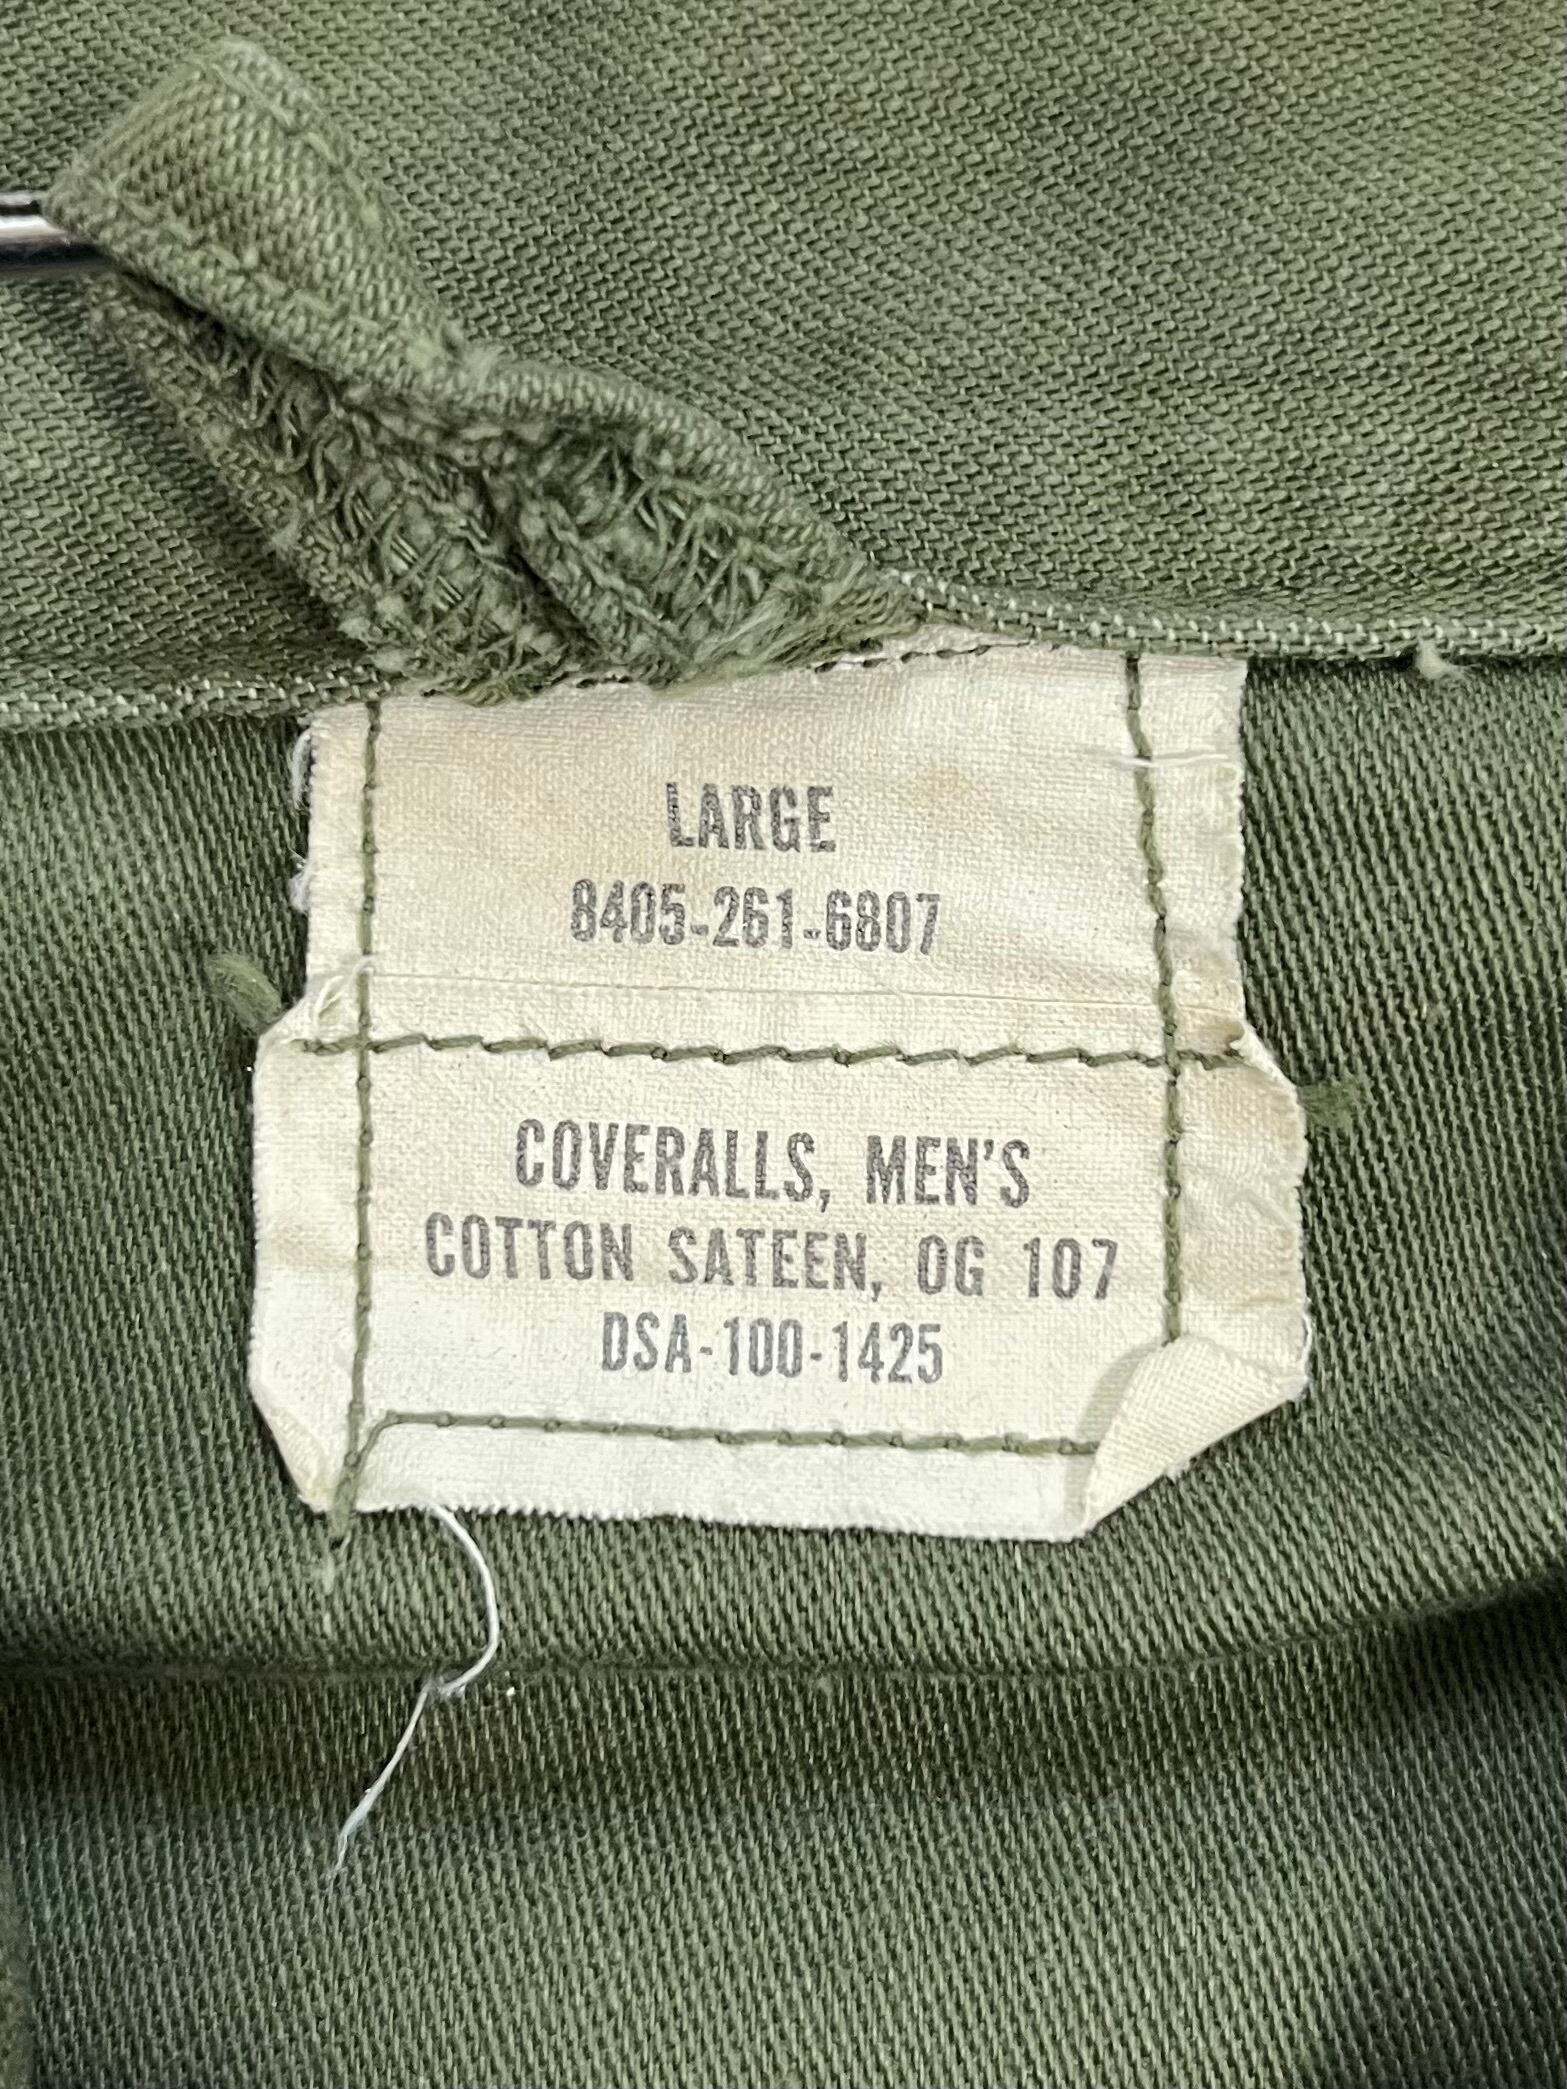 LARGE
8405-261-6807
COVERALLS, MEN'S
COTTON SATEEN, OG 107
DSA-100-1425